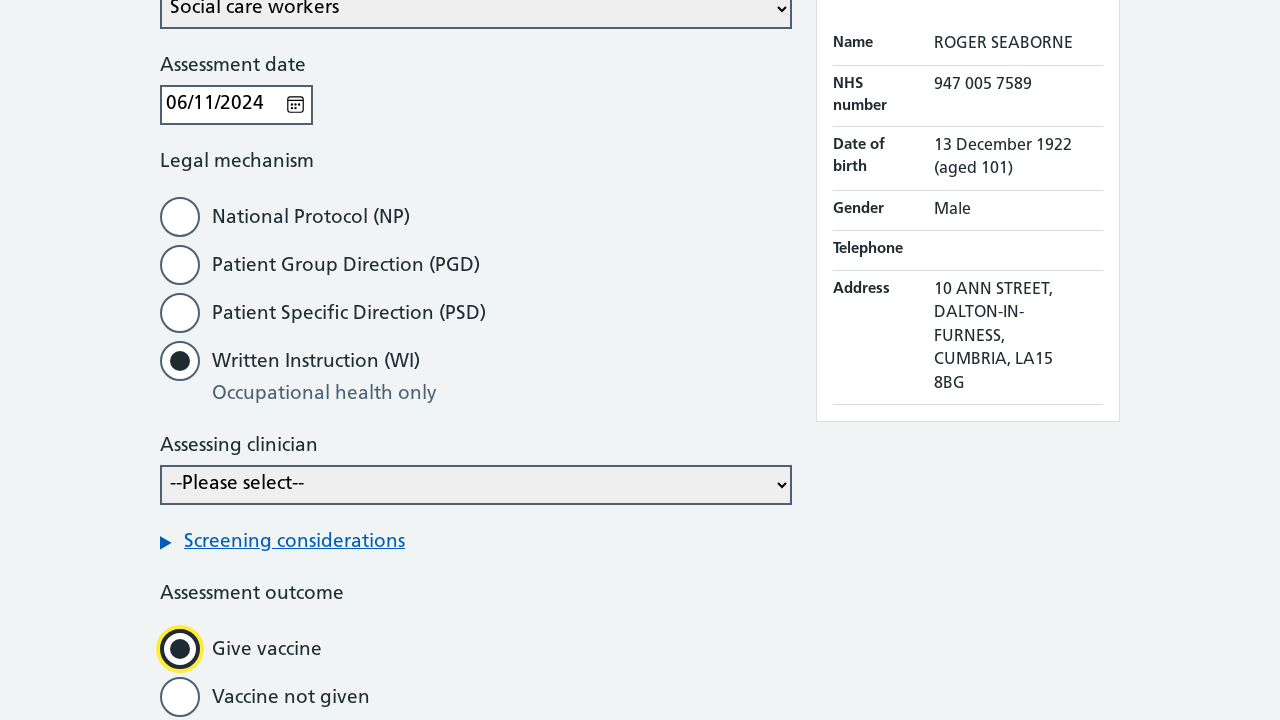 Social care workers
Assessment date
06/11/2024
Legal mechanism
National Protocol (NP)
Patient Group Direction (PGD)
Patient Specific Direction (PSD)
Written Instruction (WI)
Occupational health only
Assessing clinician
--Please select--
Screening considerations
Assessment outcome
Give vaccine
Vaccine not given
Name ROGER SEABORNE
NHS number 947 005 7589
Date of birth 13 December 1922 (aged 101)
Gender Male
Telephone
Address 10 ANN STREET,
DALTON-IN-
FURNESS,
CUMBRIA, LA15
8BG